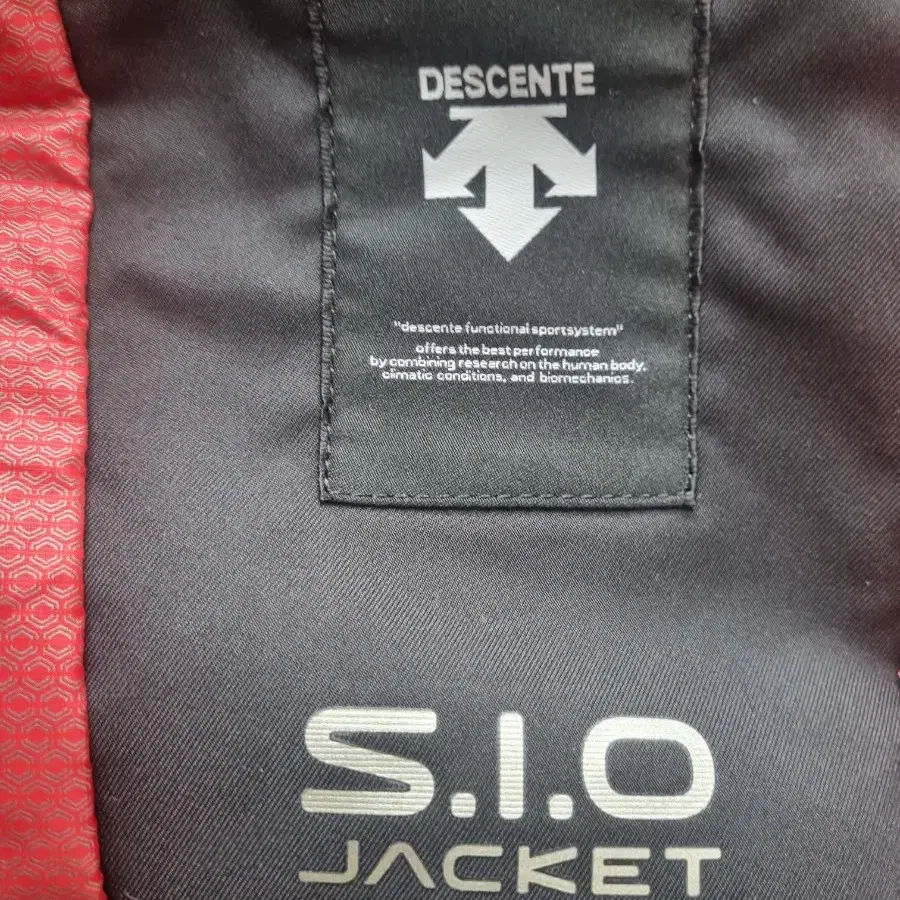 DESCENTE
"descente functional sportsystem"
offers the best performance
by combining research on the human body,
climatic conditions, and biomechanics.
S.I.O
JACKET